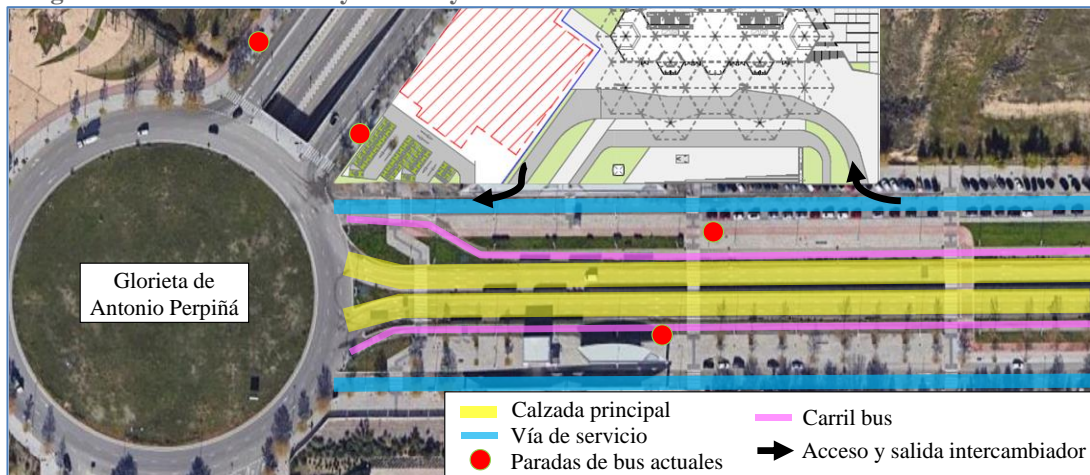 Glorieta de
Antonio Perpiñá
Calzada principal
Vía de servicio
Paradas de bus actuales
Carril bus
Acceso y salida intercambiador